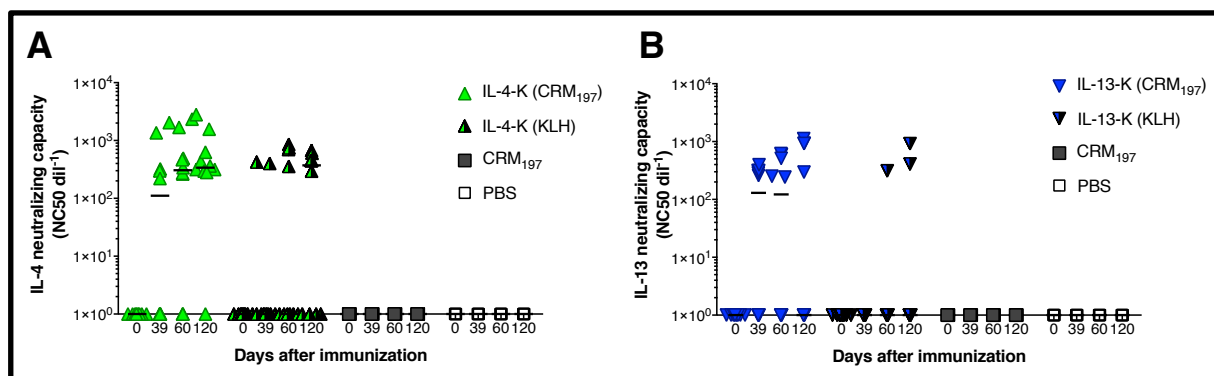 A
IL-4 neutralizing capacity
(NC50 dil⁻¹)
1×10⁴
1×10³
1×10²
1×10¹
1×10⁰
0 39 60 120 0 39 60 120 0 39 60 120 0 39 60 120
Days after immunization
IL-4-K (CRM₁₉₇)
IL-4-K (KLH)
CRM₁₉₇
PBS
B
IL-13 neutralizing capacity
(NC50 dil⁻¹)
1×10⁴
1×10³
1×10²
1×10¹
1×10⁰
0 39 60 120 0 39 60 120 0 39 60 120 0 39 60 120
Days after immunization
IL-13-K (CRM₁₉₇)
IL-13-K (KLH)
CRM₁₉₇
PBS